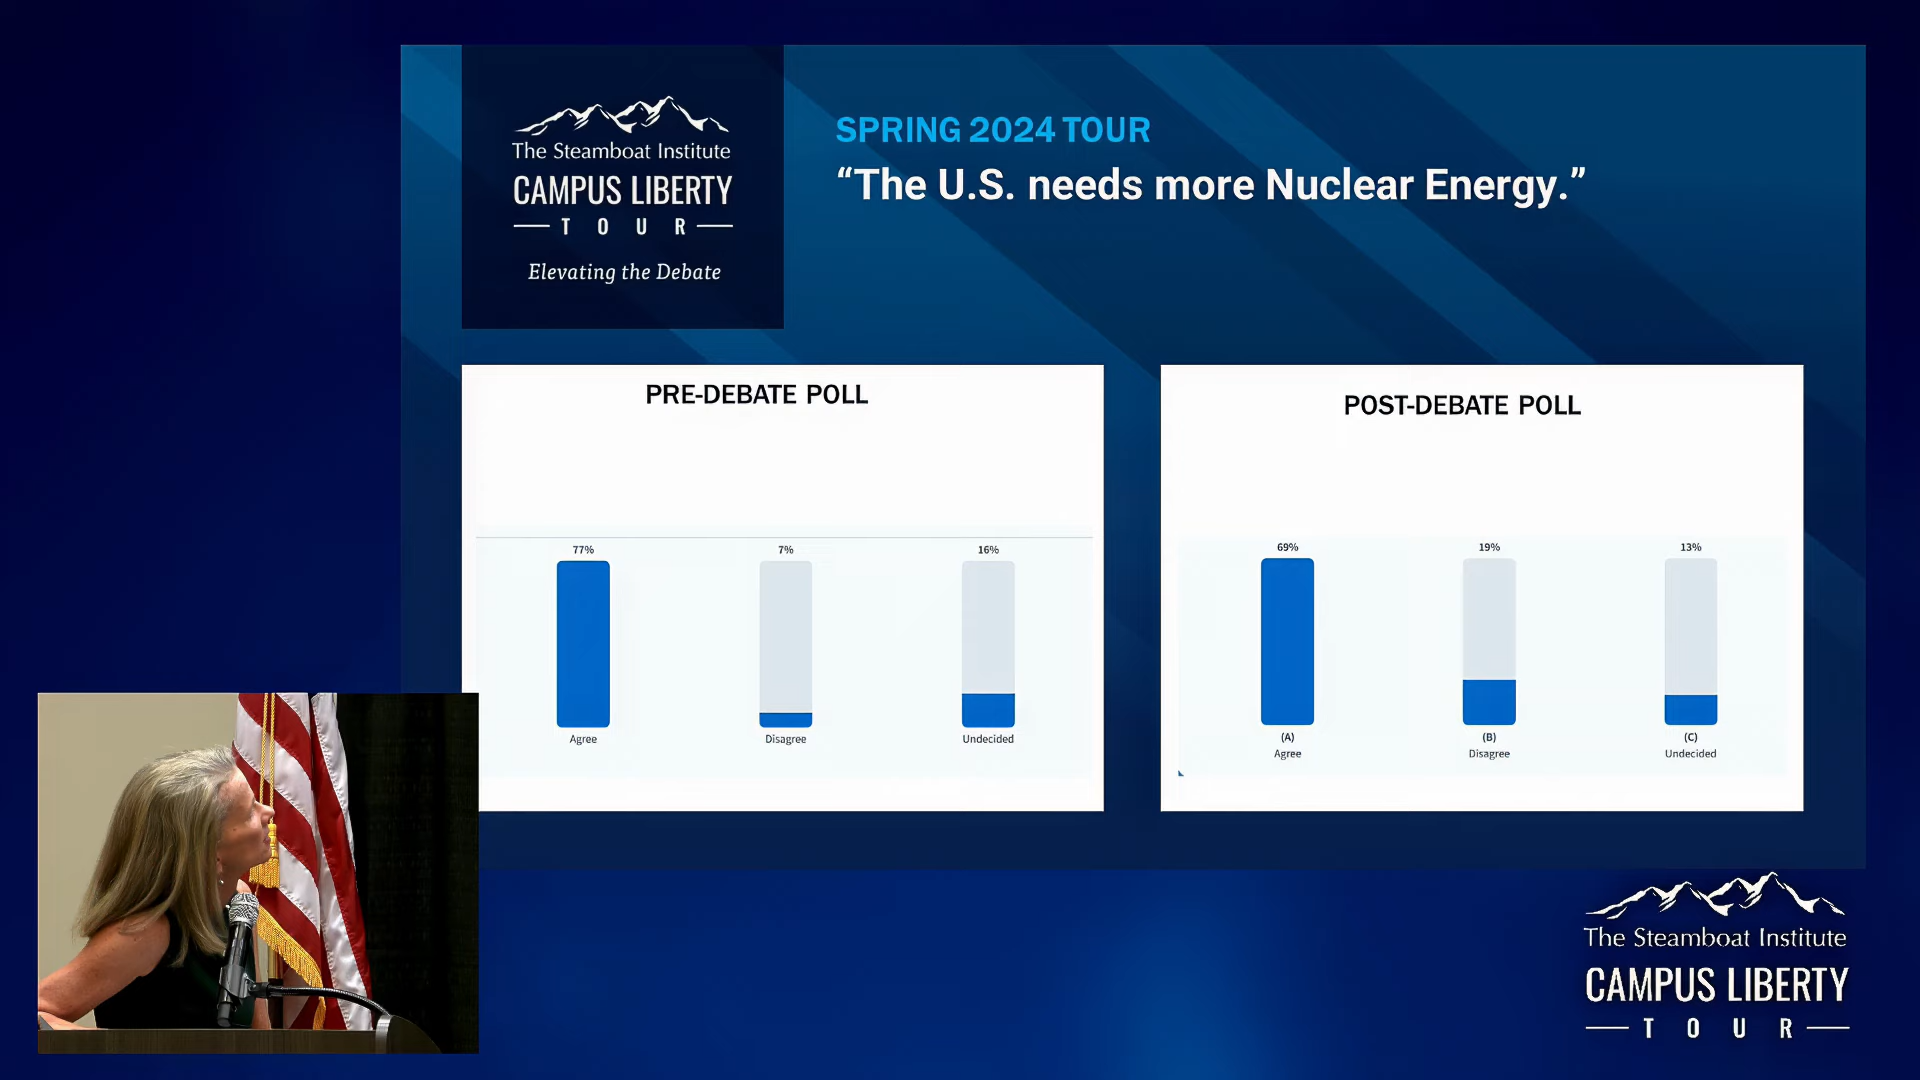 The Steamboat Institute
CAMPUS LIBERTY
TOUR
Elevating the Debate
SPRING 2024 TOUR
“The U.S. needs more Nuclear Energy.”
PRE-DEBATE POLL
77%
7%
16%
Agree
Disagree
Undecided
POST-DEBATE POLL
69%
19%
13%
(A)
(B)
(C)
Agree
Disagree
Undecided
The Steamboat Institute
CAMPUS LIBERTY
TOUR